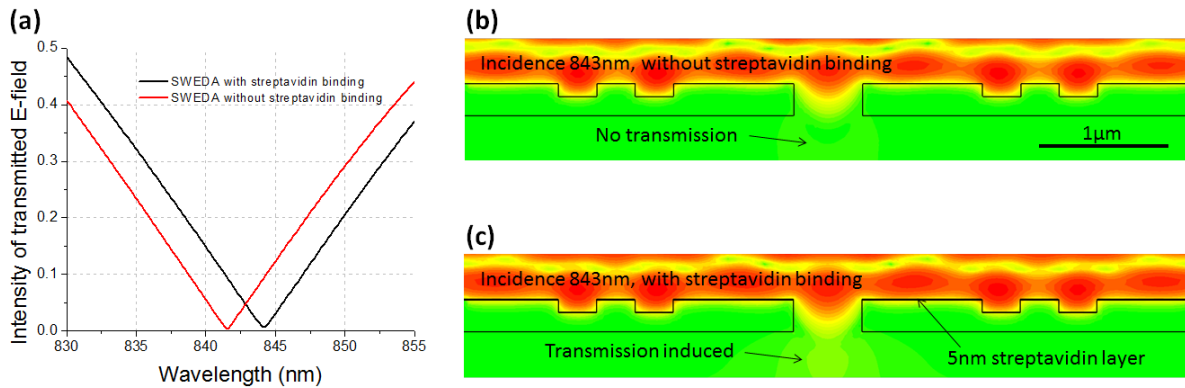 (a)
Intensity of transmitted E-field
0.5
0.4
0.3
0.2
0.1
0.0
SWEDA with streptavidin binding
SWEDA without streptavidin binding
830
835
840
845
850
855
Wavelength (nm)
(b)
Incidence 843nm, without streptavidin binding
No transmission
1μm
(c)
Incidence 843nm, with streptavidin binding
Transmission induced
5nm streptavidin layer